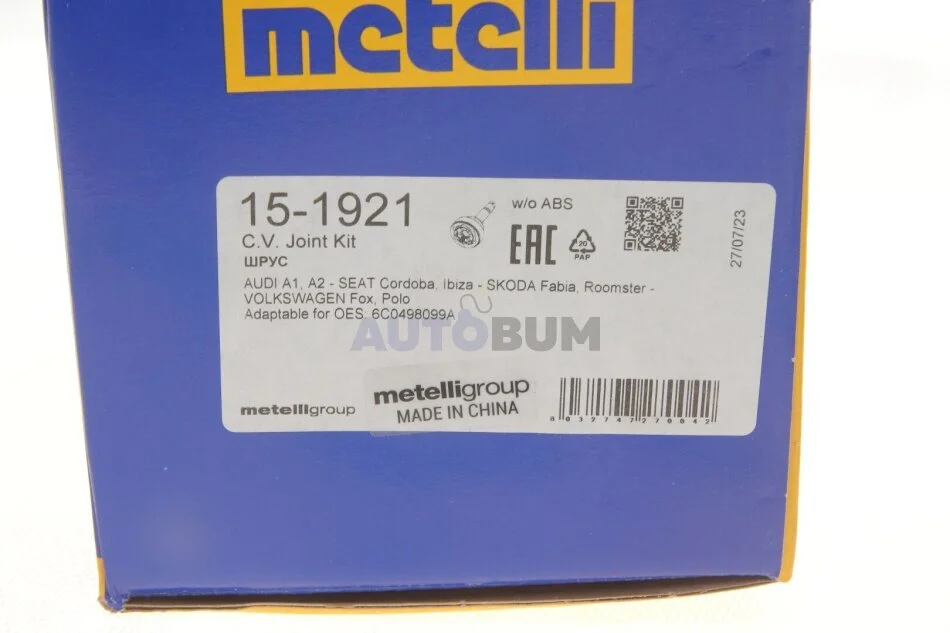 metelli
15-1921
w/o ABS
C.V. Joint Kit
ШРУС
EAC
20
PAP
27/07/23
AUDI A1, A2 - SEAT Cordoba, Ibiza - SKODA Fabia, Roomster -
VOLKSWAGEN Fox, Polo
Adaptable for OES: 6C0498099A
AUTOBUM
metelligroup
metelligroup
MADE IN CHINA
8032747270042